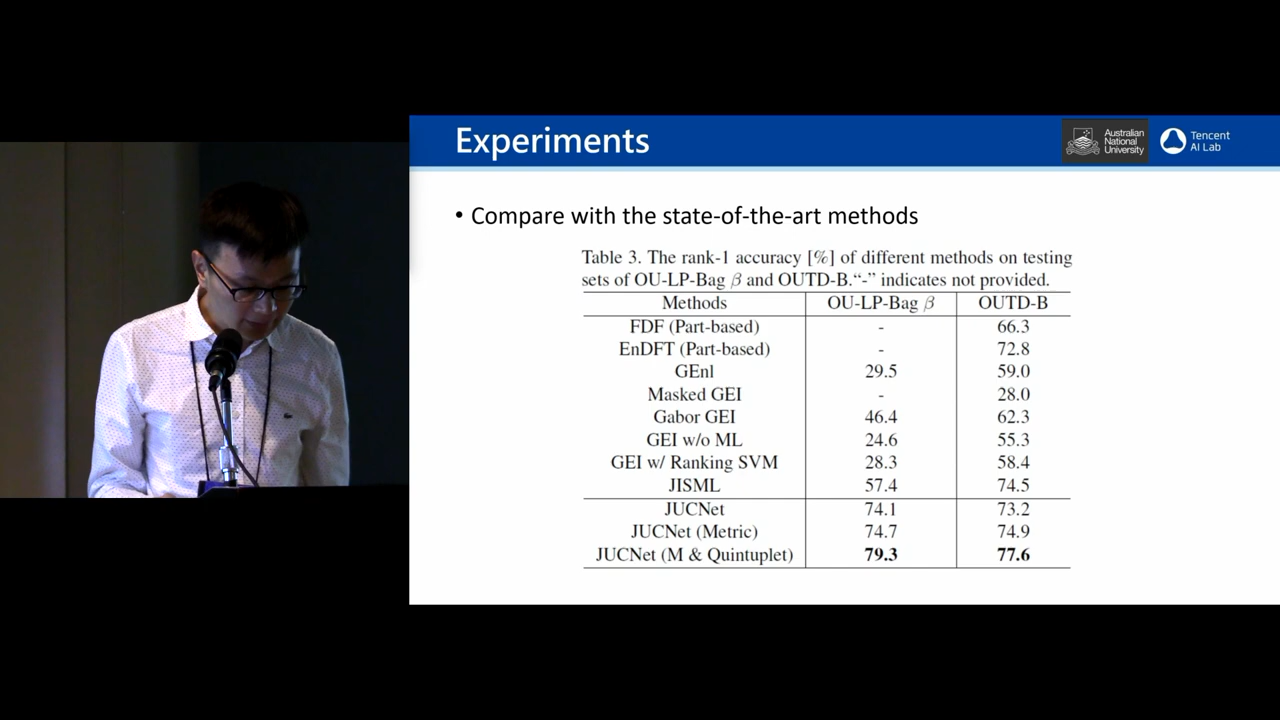 Experiments
Australian
National
University
Tencent
AI Lab
• Compare with the state-of-the-art methods
Table 3. The rank-1 accuracy [%] of different methods on testing
sets of OU-LP-Bag β and OUTD-B.“-” indicates not provided.
Methods OU-LP-Bag β OUTD-B
FDF (Part-based) - 66.3
EnDFT (Part-based) - 72.8
GEnl 29.5 59.0
Masked GEI - 28.0
Gabor GEI 46.4 62.3
GEI w/o ML 24.6 55.3
GEI w/ Ranking SVM 28.3 58.4
JISML 57.4 74.5
JUCNet 74.1 73.2
JUCNet (Metric) 74.7 74.9
JUCNet (M & Quintuplet) 79.3 77.6